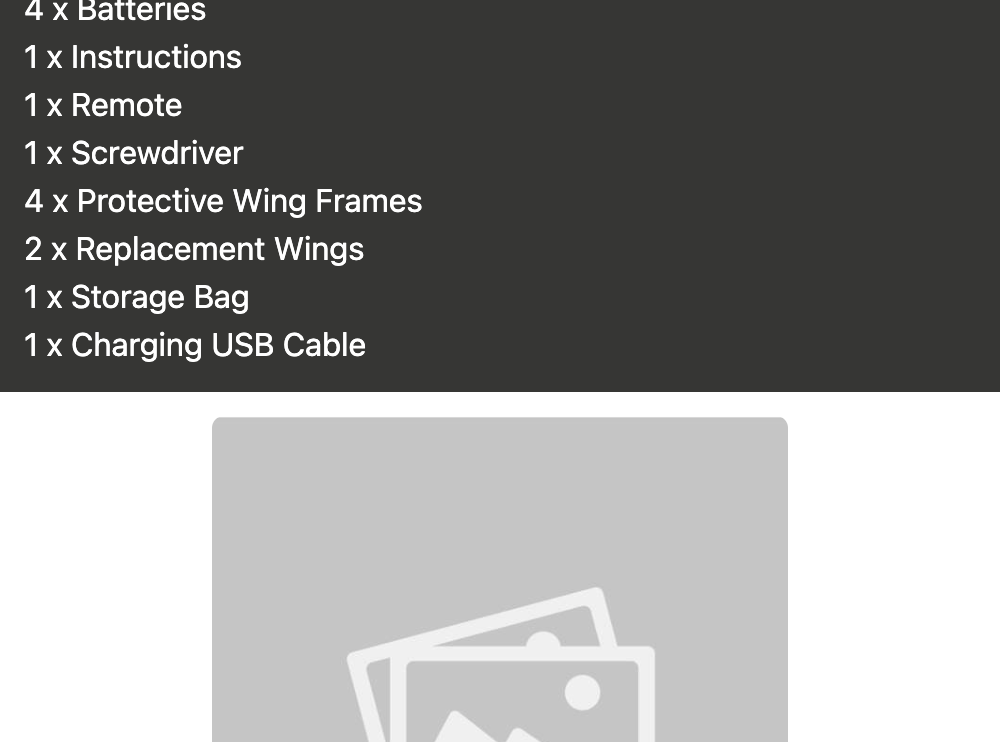 4 x Batteries
1 x Instructions
1 x Remote
1 x Screwdriver
4 x Protective Wing Frames
2 x Replacement Wings
1 x Storage Bag
1 x Charging USB Cable